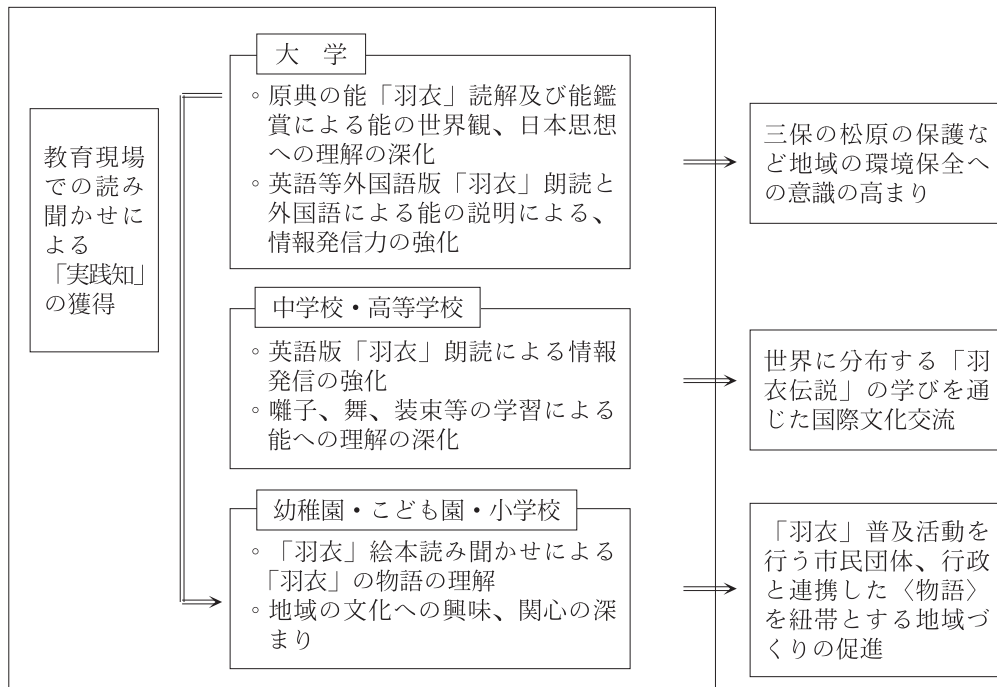 教育現場
での読み
聞かせに
よる
「実践知」
の獲得
大　学
◦ 原典の能「羽衣」読解及び能鑑
賞による能の世界観、日本思想
への理解の深化
◦ 英語等外国語版「羽衣」朗読と
外国語による能の説明による、
情報発信力の強化
中学校・高等学校
◦ 英語版「羽衣」朗読による情報
発信の強化
◦ 囃子、舞、装束等の学習による
能への理解の深化
幼稚園・こども園・小学校
◦ 「羽衣」絵本読み聞かせによる
「羽衣」の物語の理解
◦ 地域の文化への興味、関心の深
まり
三保の松原の保護な
ど地域の環境保全へ
の意識の高まり
世界に分布する「羽
衣伝説」の学びを通
じた国際文化交流
「羽衣」普及活動を
行う市民団体、行政
と連携した〈物語〉
を紐帯とする地域づ
くりの促進